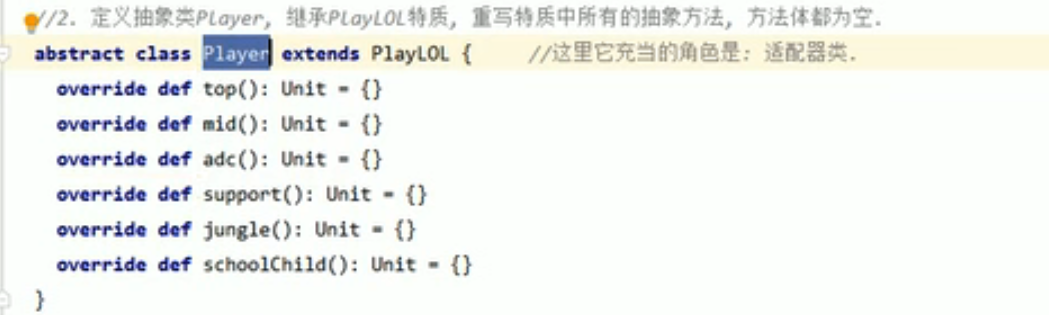 //2. 定义抽象类Player, 继承PlayLOL特质, 重写特质中所有的抽象方法, 方法体都为空.
abstract class Player extends PlayLOL {     //这里它充当的角色是: 适配器类.
  override def top(): Unit = {}
  override def mid(): Unit = {}
  override def adc(): Unit = {}
  override def support(): Unit = {}
  override def jungle(): Unit = {}
  override def schoolChild(): Unit = {}
}